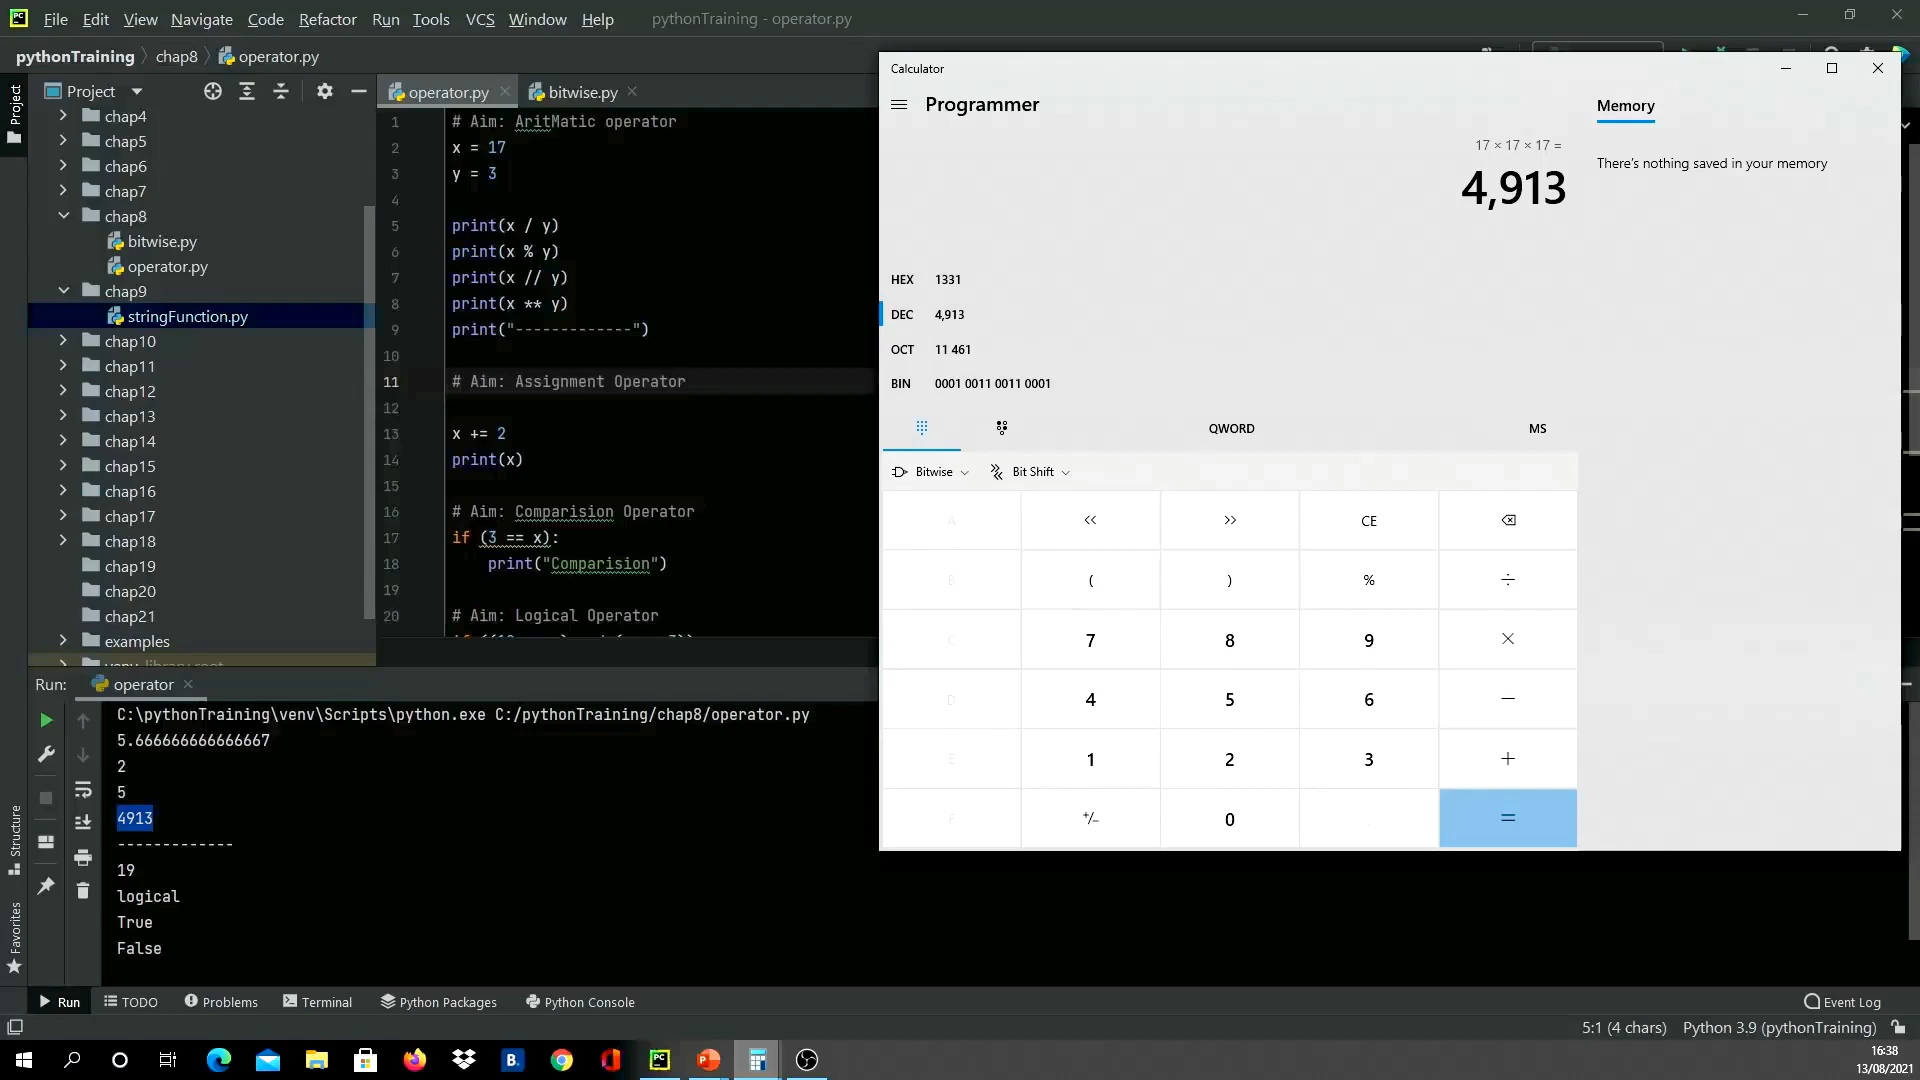 File Edit View Navigate Code Refactor Run Tools VCS Window Help pythonTraining - operator.py
pythonTraining chap8 operator.py
Project
Project
chap4
chap5
chap6
chap7
chap8
bitwise.py
operator.py
chap9
stringFunction.py
chap10
chap11
chap12
chap13
chap14
chap15
chap16
chap17
chap18
chap19
chap20
chap21
examples
venv library root
operator.py bitwise.py
1 # Aim: AritMatic operator
2 x = 17
3 y = 3
4
5 print(x / y)
6 print(x % y)
7 print(x // y)
8 print(x ** y)
9 print("-------------")
10
11 # Aim: Assignment Operator
12
13 x += 2
14 print(x)
15
16 # Aim: Comparision Operator
17 if (3 == x):
18 print("Comparision")
19
20 # Aim: Logical Operator
Calculator
Programmer
Memory
There's nothing saved in your memory
17 × 17 × 17 =
4,913
HEX 1331
DEC 4,913
OCT 11 461
BIN 0001 0011 0011 0001
QWORD MS
Bitwise Bit Shift
A << >> CE
B ( ) % ÷
C 7 8 9 ×
D 4 5 6 −
E 1 2 3 +
F +/− 0 . =
Run: operator
C:\pythonTraining\venv\Scripts\python.exe C:/pythonTraining/chap8/operator.py
5.666666666666667
2
5
4913
-------------
19
logical
True
False
Structure
Favorites
Run TODO Problems Terminal Python Packages Python Console Event Log
5:1 (4 chars) Python 3.9 (pythonTraining)
16:38
13/08/2021